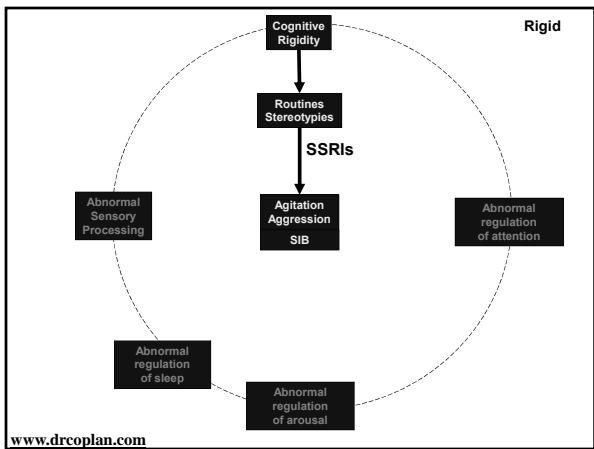 Cognitive
Rigidity
Rigid
Routines
Stereotypies
SSRIs
Abnormal
Sensory
Processing
Agitation
Aggression
SIB
Abnormal
regulation
of attention
Abnormal
regulation
of sleep
Abnormal
regulation
of arousal
www.drcoplan.com